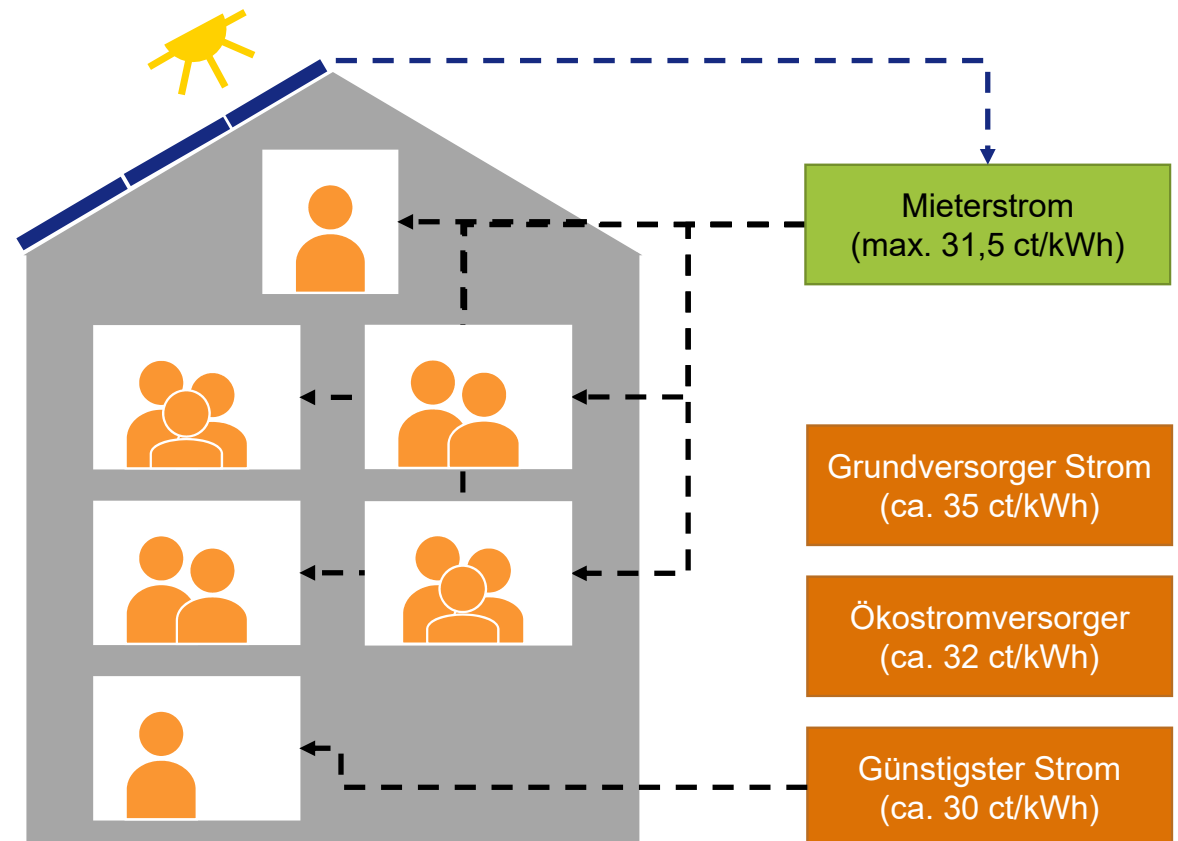 Mieterstrom
(max. 31,5 ct/kWh)
Grundversorger Strom
(ca. 35 ct/kWh)
Ökostromversorger
(ca. 32 ct/kWh)
Günstigster Strom
(ca. 30 ct/kWh)